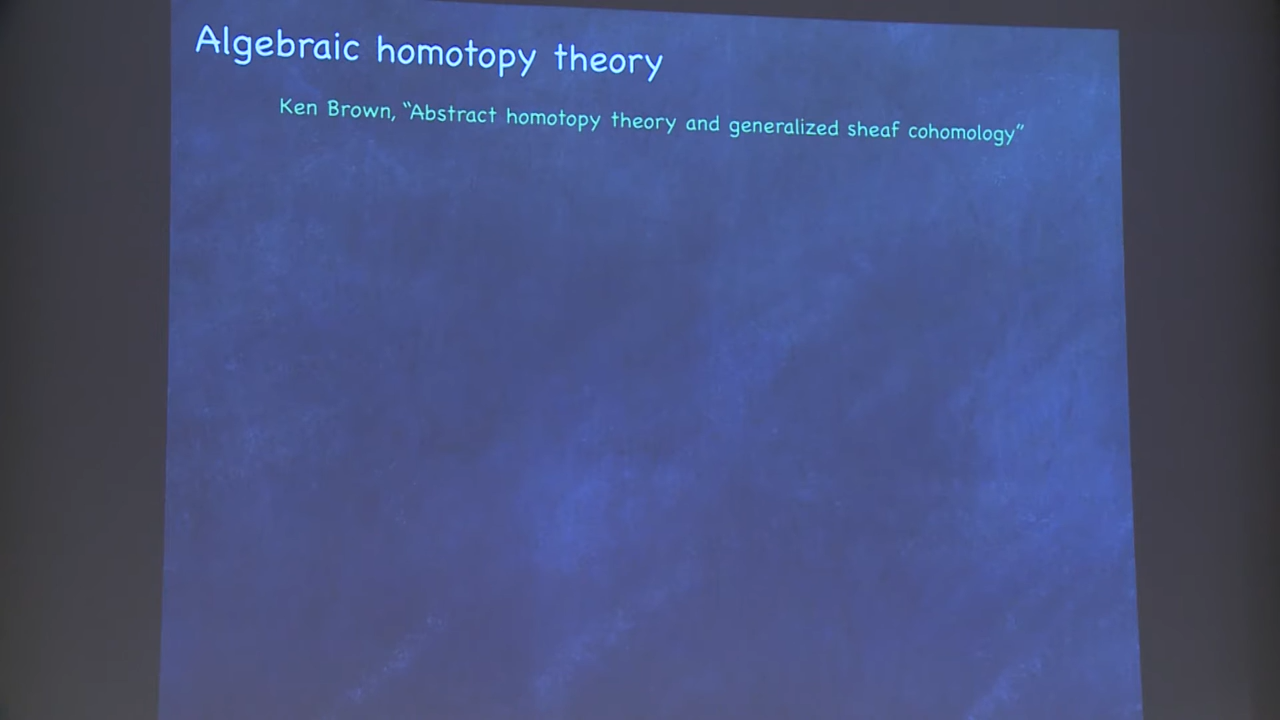 Algebraic homotopy theory
Ken Brown, “Abstract homotopy theory and generalized sheaf cohomology”